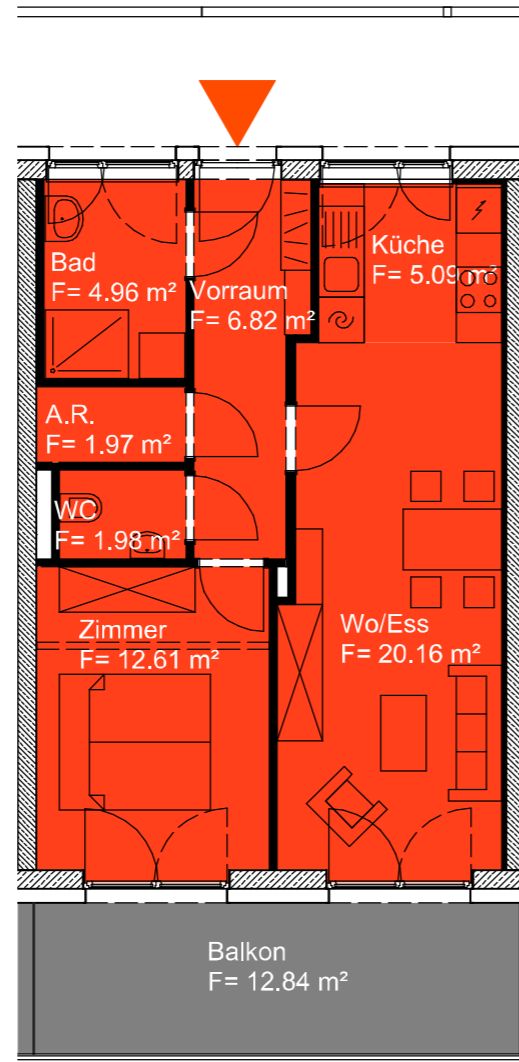 Bad
F= 4.96 m²
Vorraum
F= 6.82 m²
Küche
F= 5.09 m²
A.R.
F= 1.97 m²
WC
F= 1.98 m²
Zimmer
F= 12.61 m²
Wo/Ess
F= 20.16 m²
Balkon
F= 12.84 m²